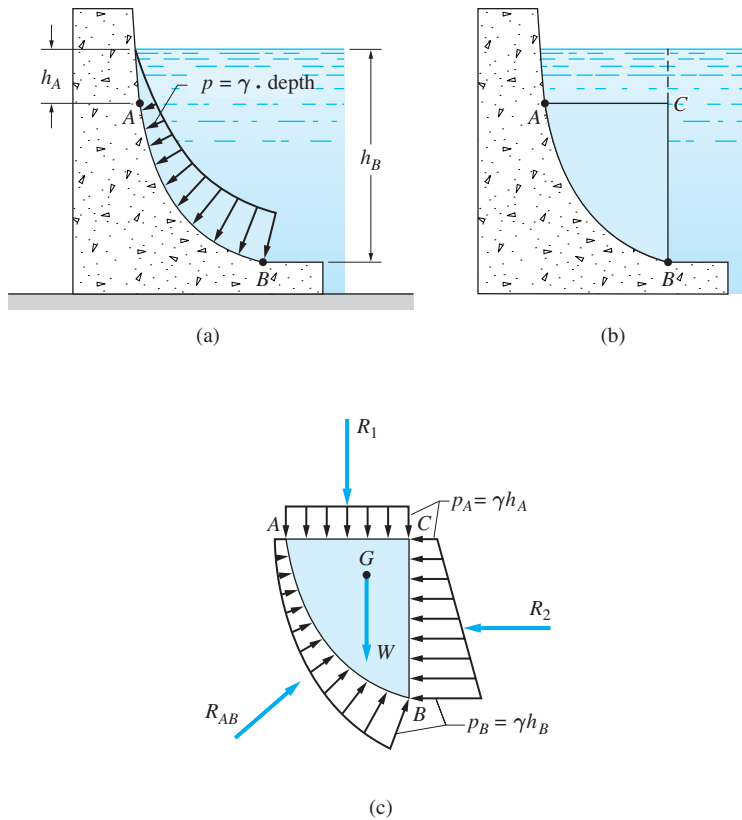 h_A
A
p = γ · depth
h_B
B
(a)
A
C
B
(b)
R_1
p_A = γh_A
A
C
G
R_2
W
R_AB
B
p_B = γh_B
(c)